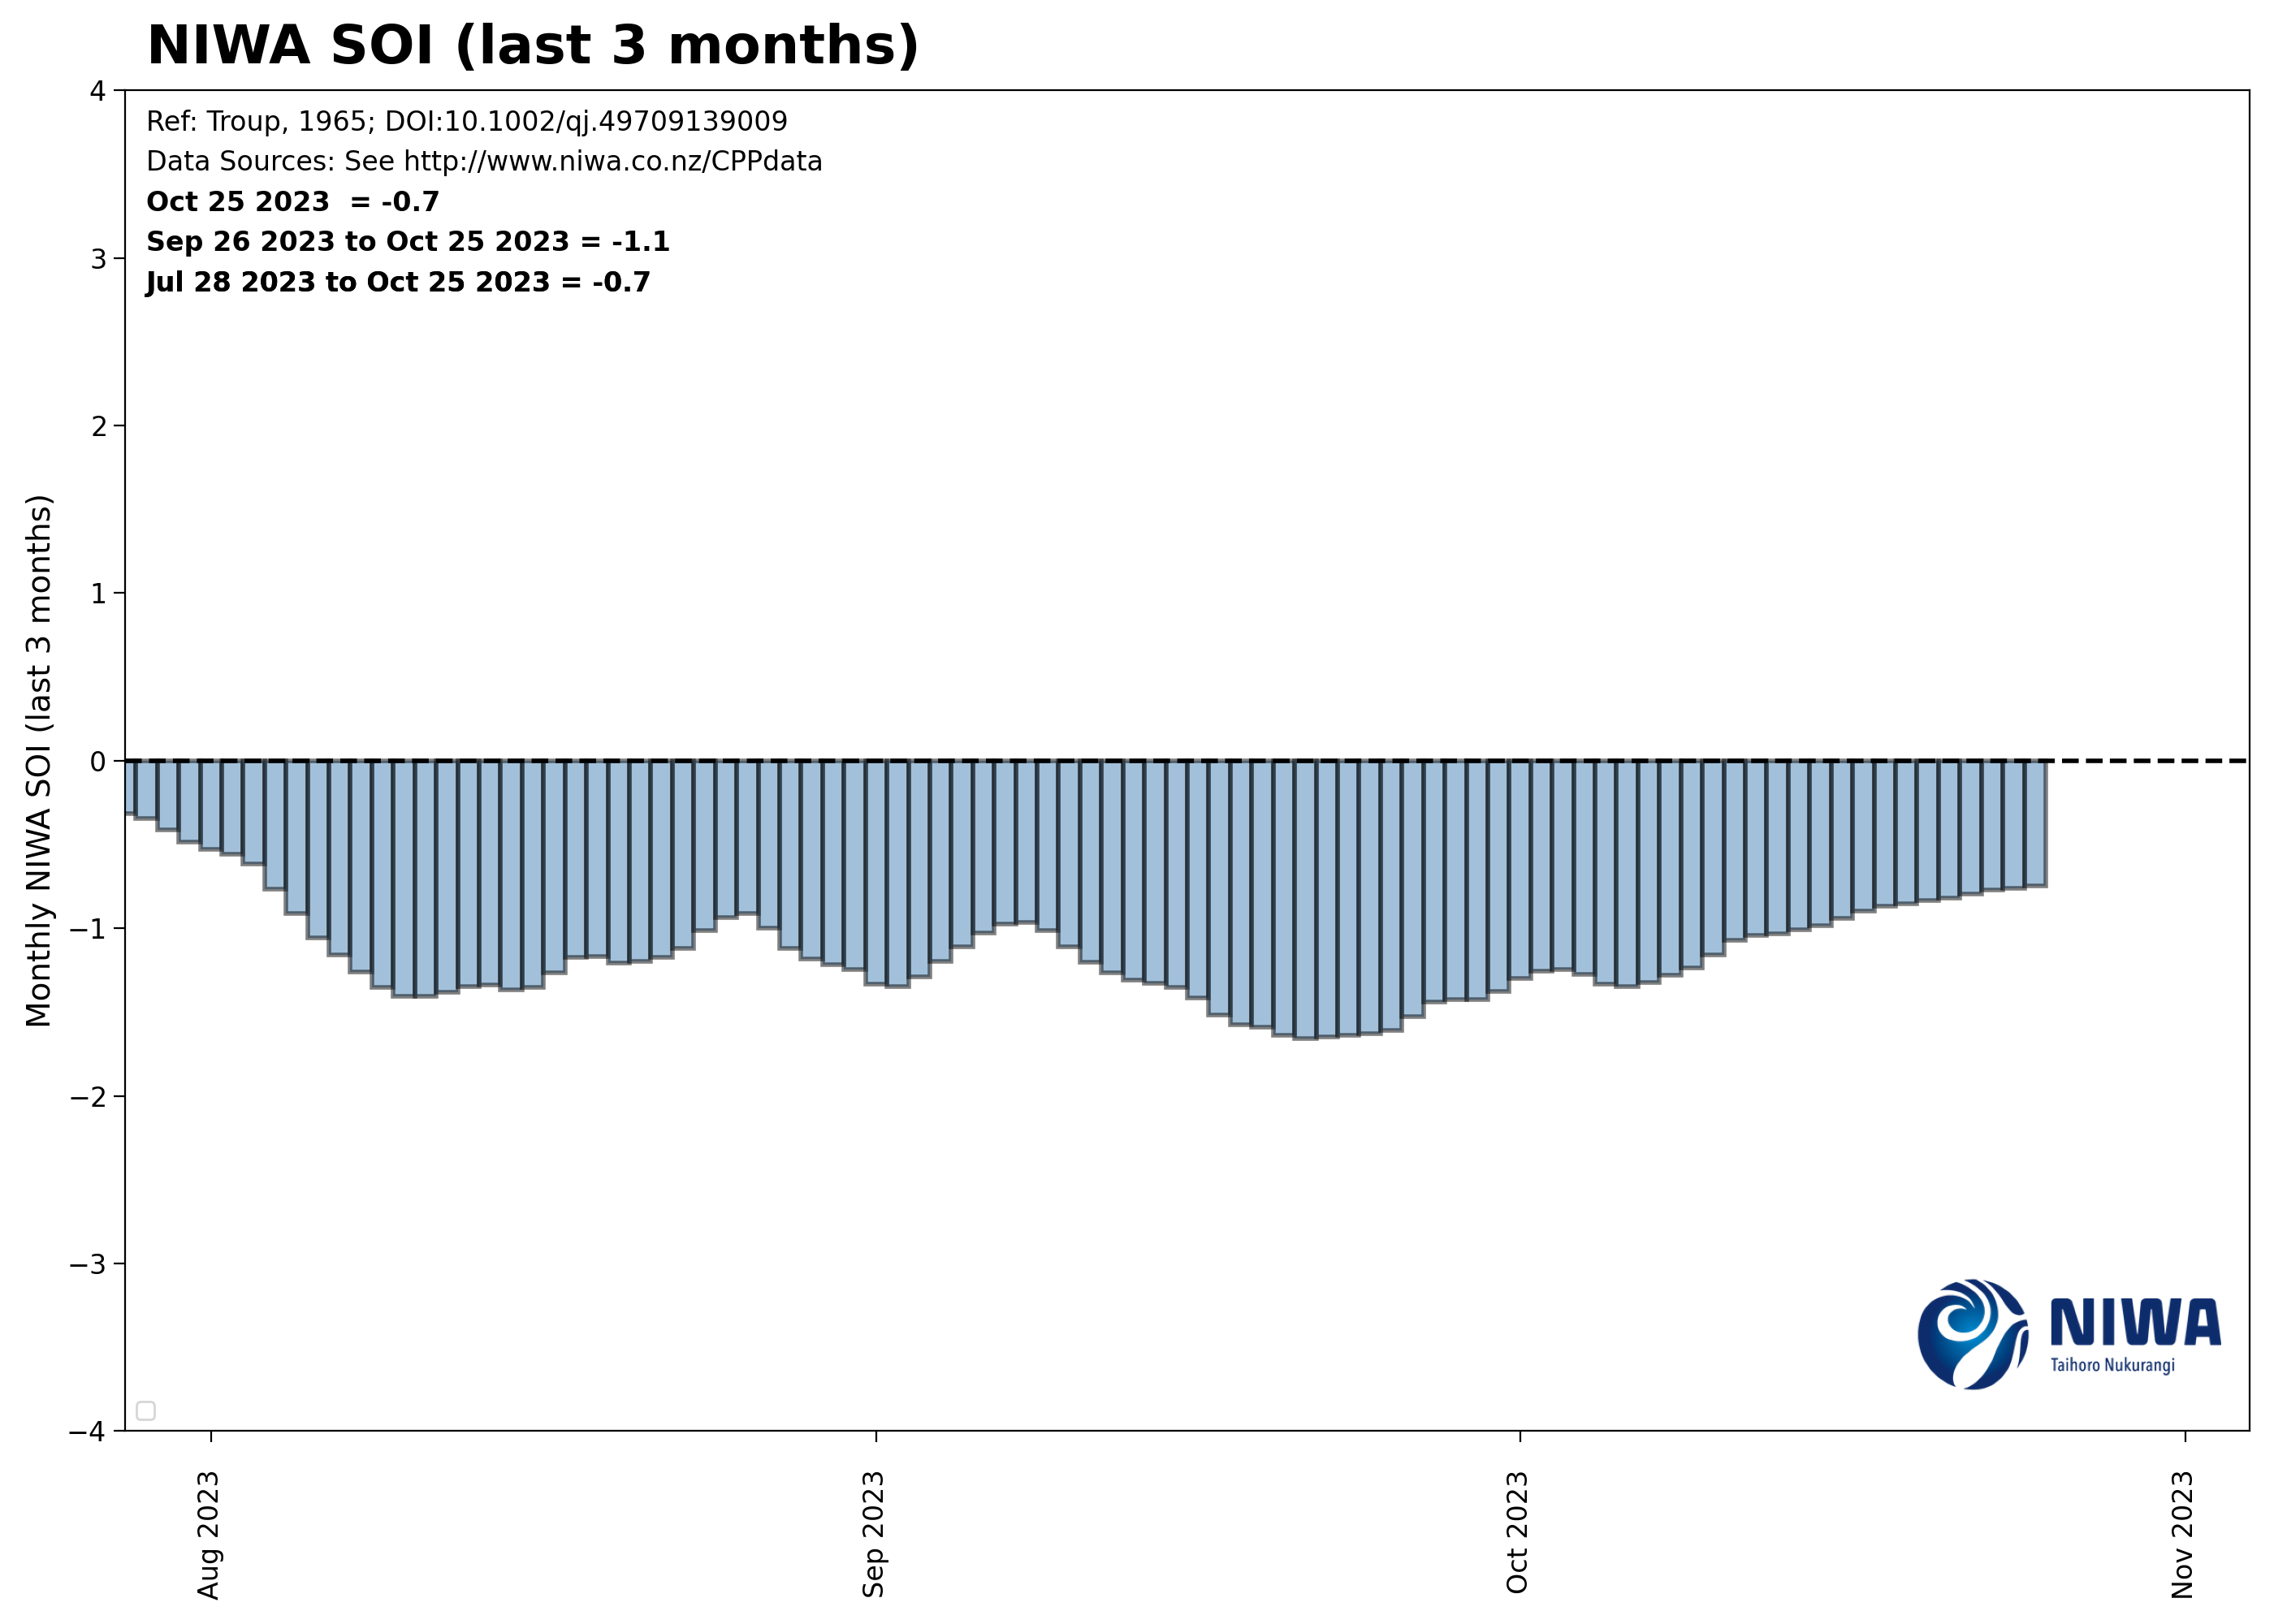 NIWA SOI (last 3 months)
Ref: Troup, 1965; DOI:10.1002/qj.49709139009
Data Sources: See http://www.niwa.co.nz/CPPdata
Oct 25 2023  = -0.7
Sep 26 2023 to Oct 25 2023 = -1.1
Jul 28 2023 to Oct 25 2023 = -0.7
Monthly NIWA SOI (last 3 months)
4
3
2
1
0
−1
−2
−3
−4
NIWA
Taihoro Nukurangi
Aug 2023
Sep 2023
Oct 2023
Nov 2023